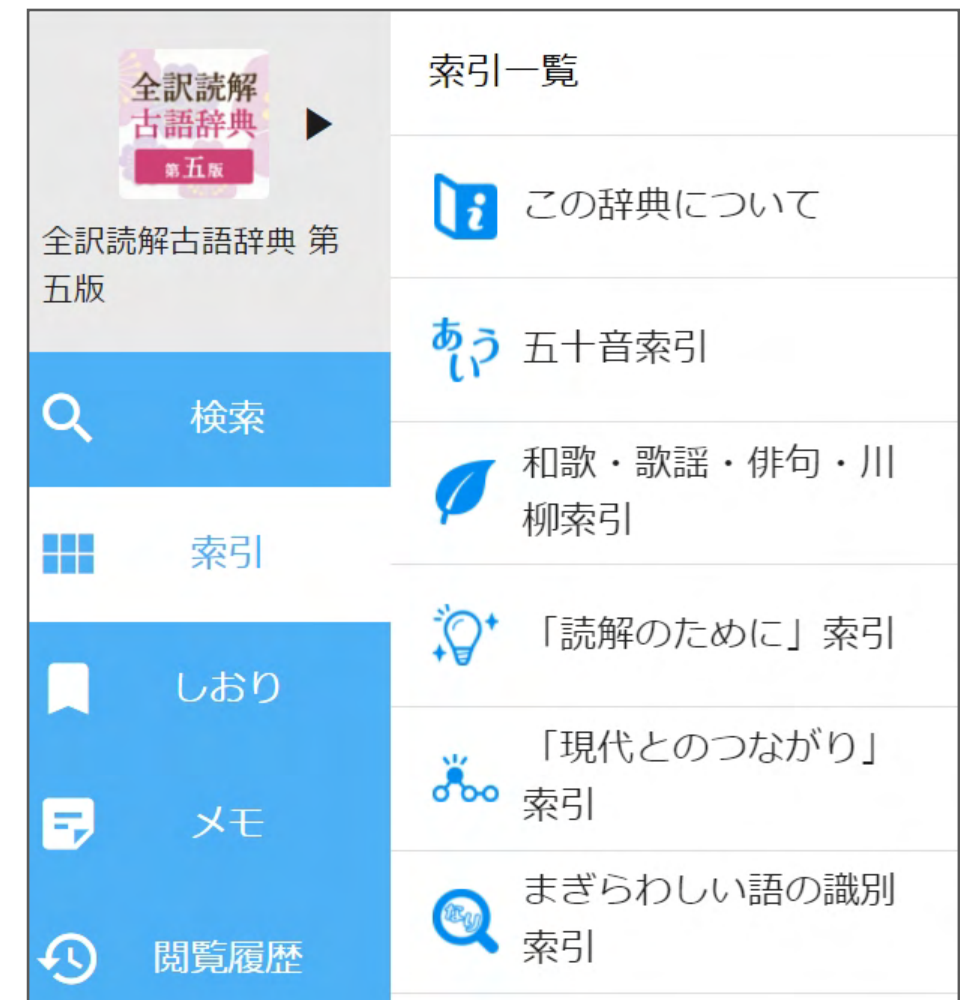 全訳読解
古語辞典
第五版
全訳読解古語辞典 第
五版
検索
索引
しおり
メモ
閲覧履歴
索引一覧
この辞典について
あいう
五十音索引
和歌・歌謡・俳句・川
柳索引
「読解のために」索引
「現代とのつながり」
索引
なり
まぎらわしい語の識別
索引